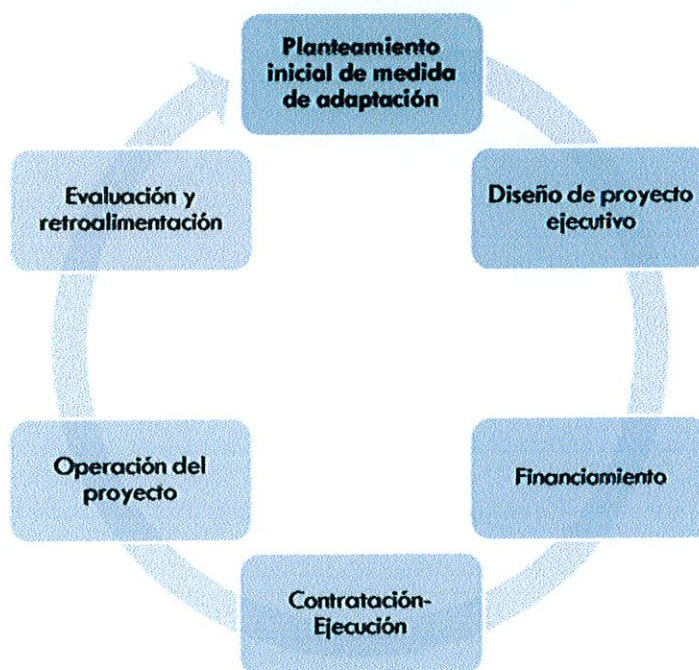 Planteamiento
inicial de medida
de adaptación
Diseño de proyecto
ejecutivo
Financiamiento
Contratación-
Ejecución
Operación del
proyecto
Evaluación y
retroalimentación